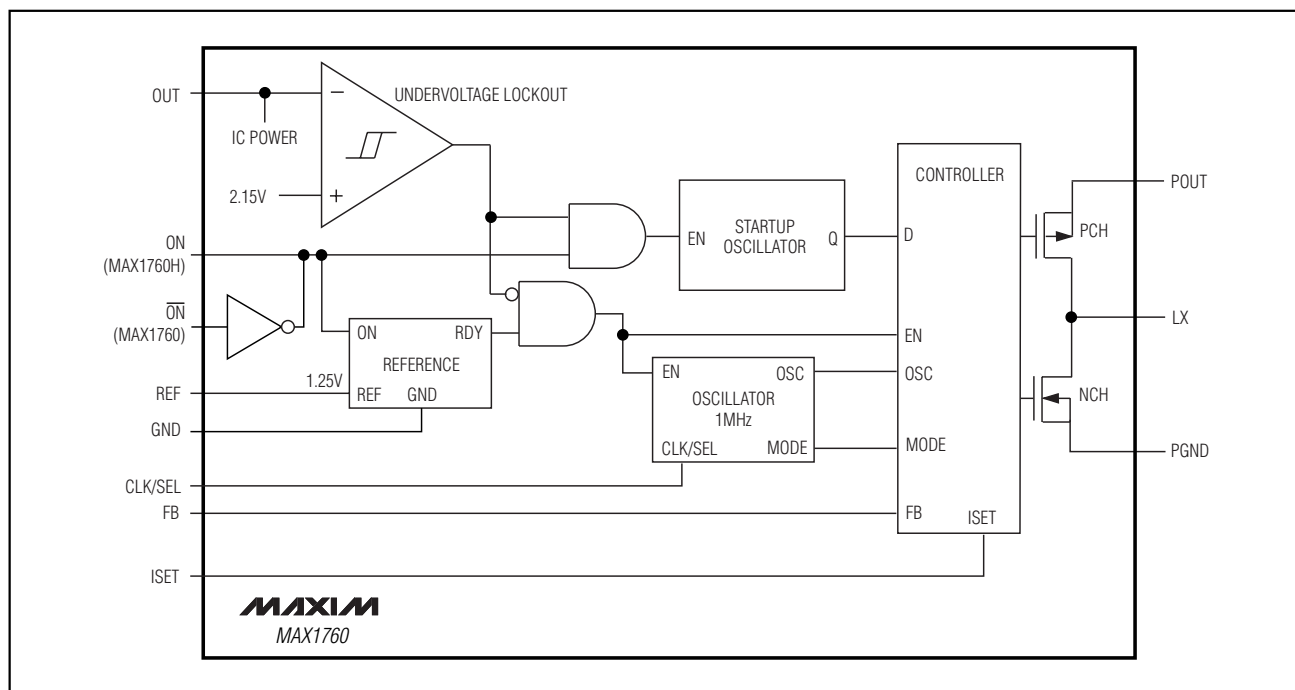 OUT
IC POWER
−
UNDERVOLTAGE LOCKOUT
2.15V
+
ON
(MAX1760H)
O̅N̅
(MAX1760)
REF
GND
CLK/SEL
FB
ISET
ON RDY
REFERENCE
1.25V
REF GND
EN
STARTUP
OSCILLATOR
Q
EN OSC
OSCILLATOR
1MHz
CLK/SEL MODE
CONTROLLER
D
EN
OSC
MODE
FB
ISET
PCH
NCH
POUT
LX
PGND
MAXIM
MAX1760